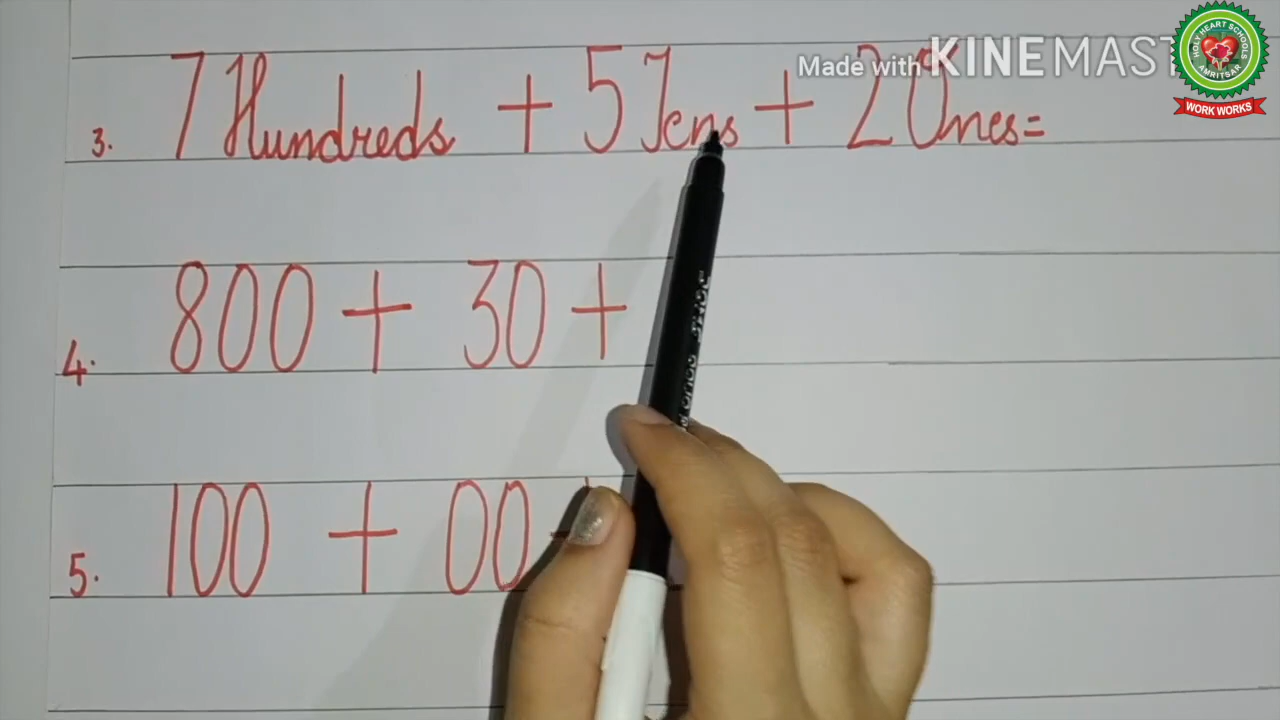 Made with KINEMAST
HOLY HEART SCHOOLS
AMRITSAR
WORK WORKS
3. 7 Hundreds + 5 Tens + 2 Ones =
4. 800 + 30 +
5. 100 + 00 +